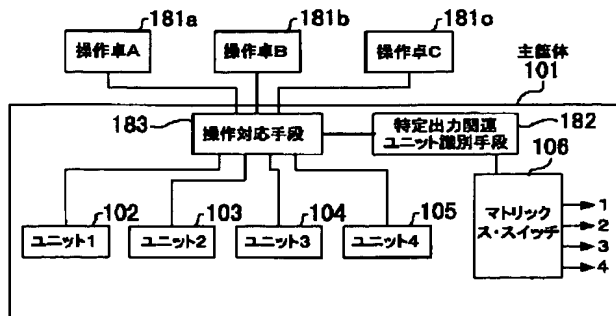 181a
181b
181c
操作卓A
操作卓B
操作卓C
主筐体
101
183
操作対応手段
特定出力関連
ユニット識別手段
182
106
102
103
104
105
ユニット1
ユニット2
ユニット3
ユニット4
マトリック
ス・スイッチ
1
2
3
4